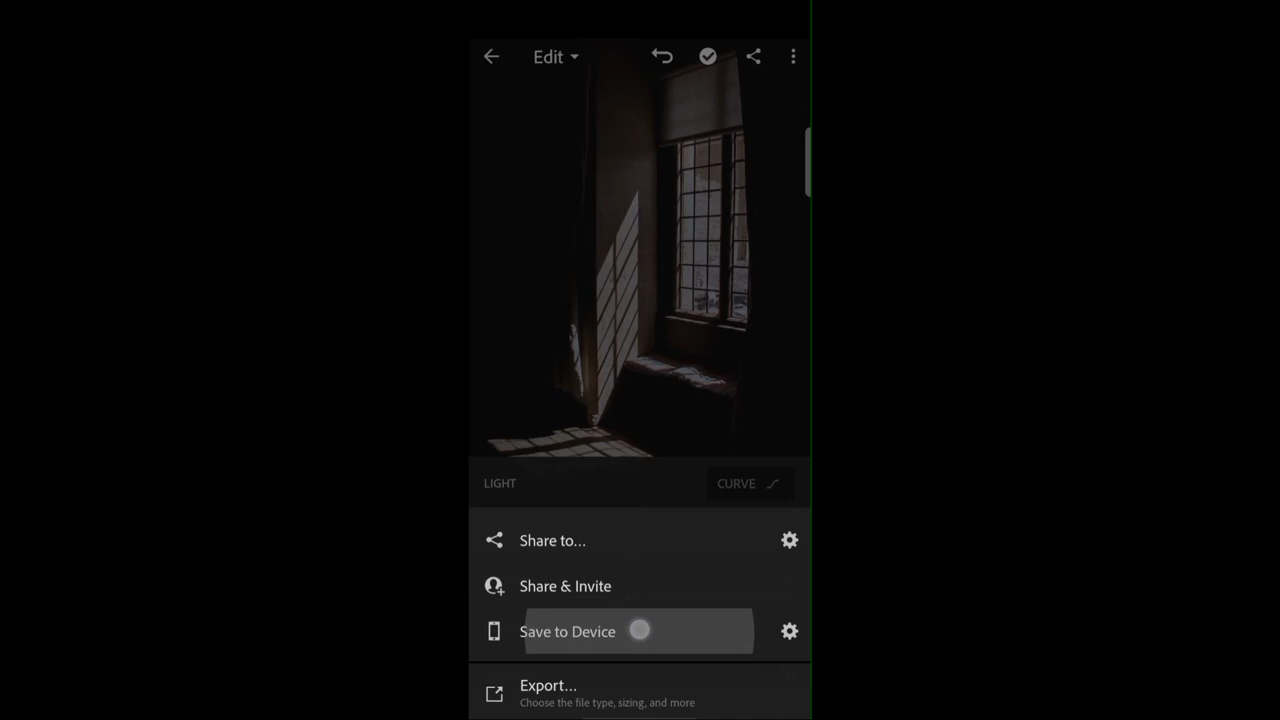 Edit
LIGHT
CURVE
Share to...
Share & Invite
Save to Device
Export...
Choose the file type, sizing, and more